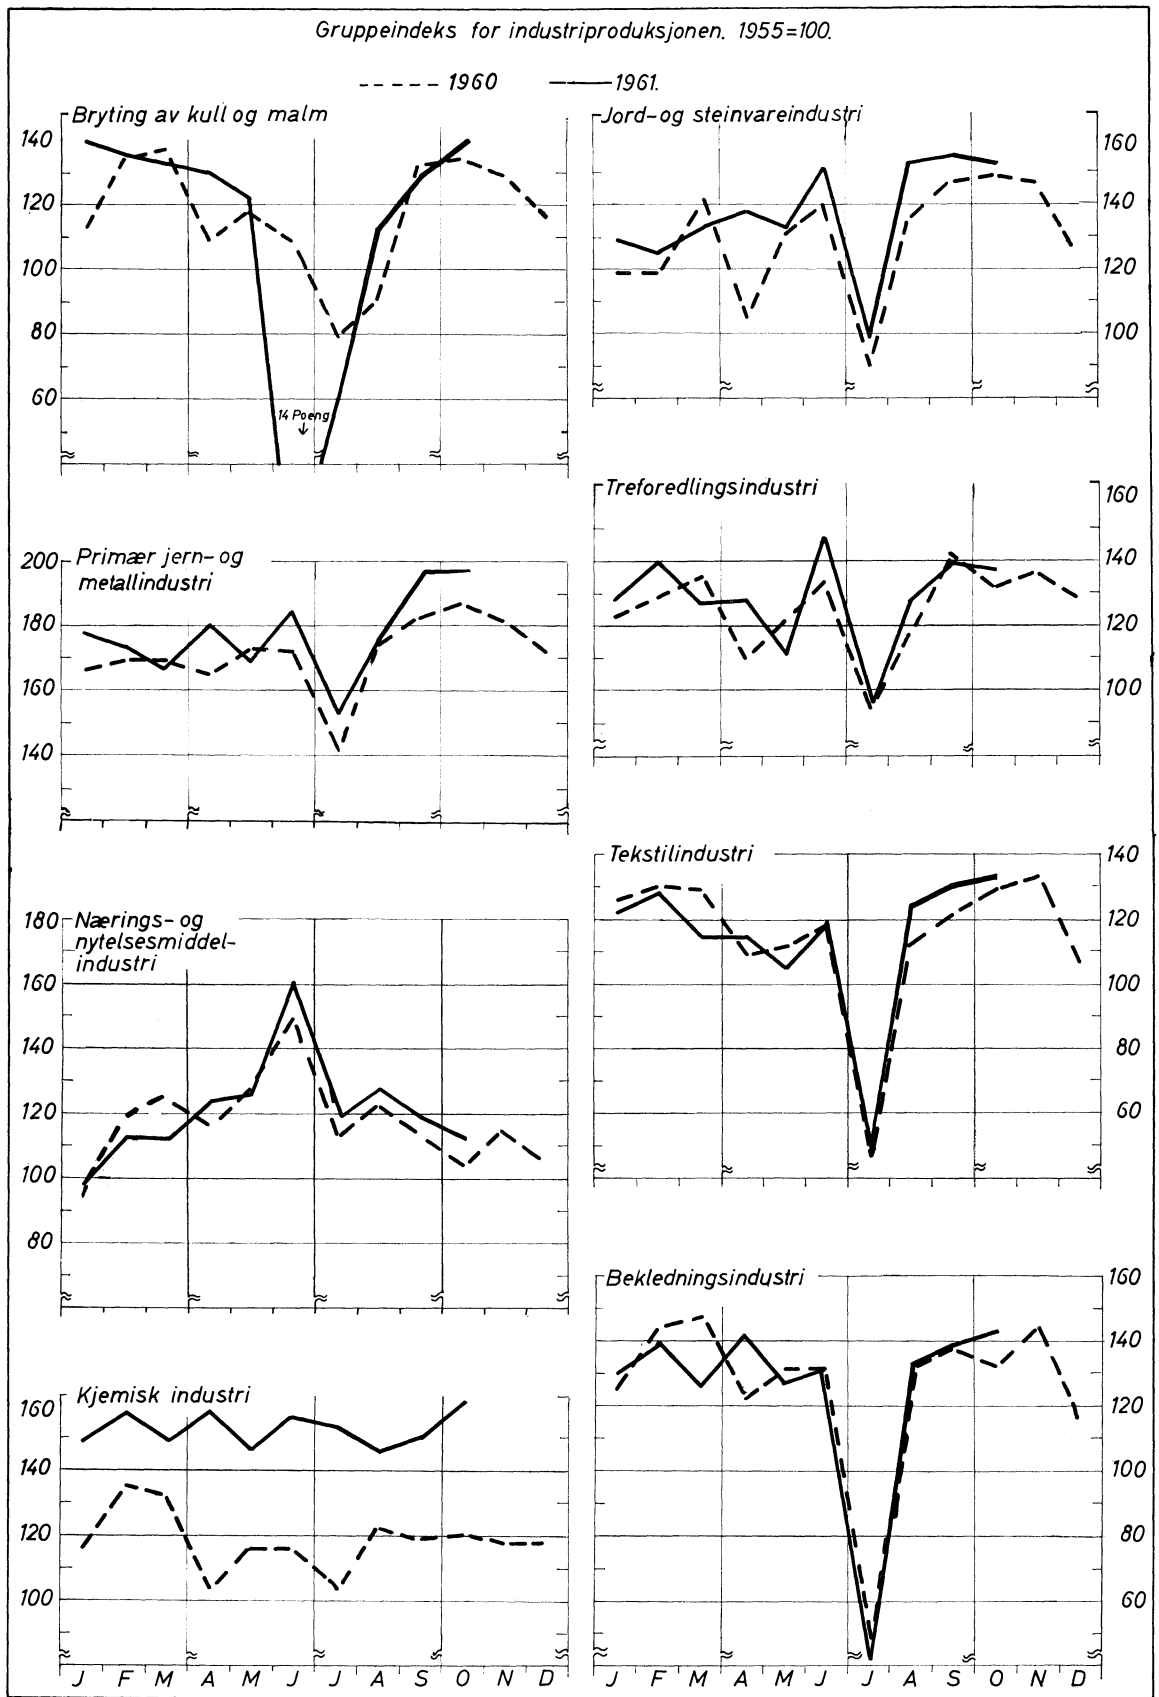 Gruppeindeks for industriproduksjonen. 1955=100.
1960 1961.
Bryting av kull og malm
140
120
100
80
60
14 Poeng
Primær jern- og
metallindustri
200
180
160
140
Nærings- og
nytelsesmiddel-
industri
180
160
140
120
100
80
Kjemisk industri
160
140
120
100
J F M A M J J A S O N D
Jord- og steinvareindustri
160
140
120
100
Treforedlingsindustri
160
140
120
100
Tekstilindustri
140
120
100
80
60
Bekledningsindustri
160
140
120
100
80
60
J F M A M J J A S O N D